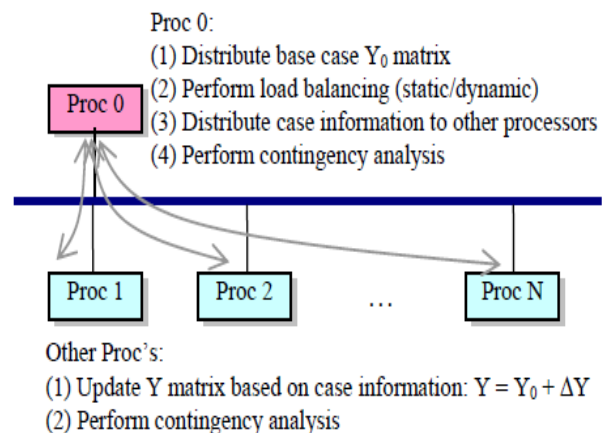 Proc 0:
(1) Distribute base case Y₀ matrix
(2) Perform load balancing (static/dynamic)
(3) Distribute case information to other processors
(4) Perform contingency analysis
Proc 0
Proc 1
Proc 2
...
Proc N
Other Proc's:
(1) Update Y matrix based on case information: Y = Y₀ + ΔY
(2) Perform contingency analysis